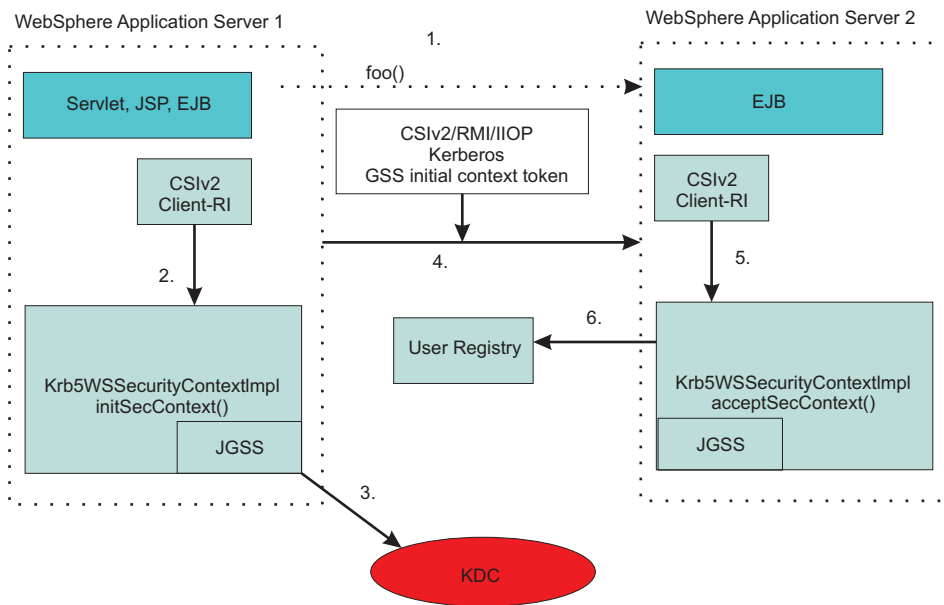 WebSphere Application Server 1
WebSphere Application Server 2
1.
foo()
Servlet, JSP, EJB
EJB
CSIv2/RMI/IIOP
Kerberos
GSS initial context token
CSIv2
Client-RI
CSIv2
Client-RI
2.
4.
5.
6.
User Registry
Krb5WSSecurityContextImpl
initSecContext()
JGSS
Krb5WSSecurityContextImpl
acceptSecContext()
JGSS
3.
KDC